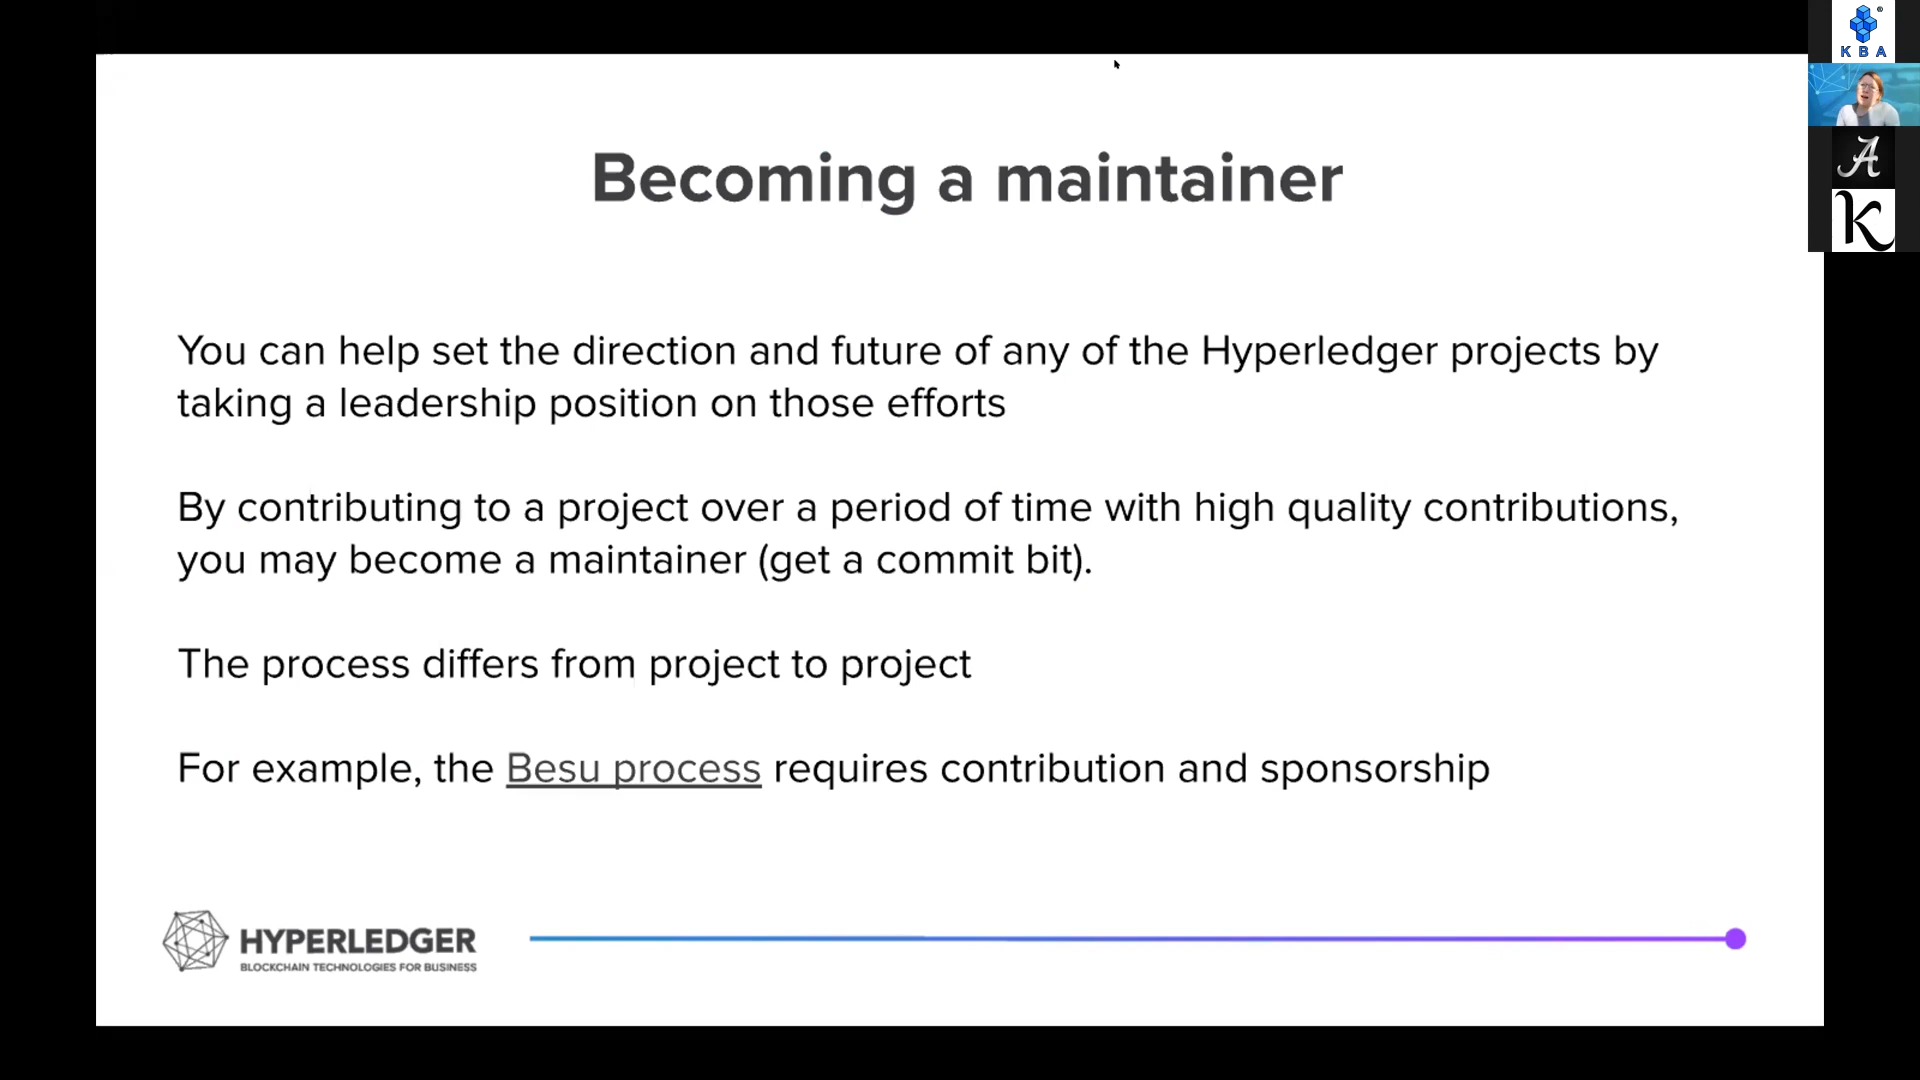 Becoming a maintainer
You can help set the direction and future of any of the Hyperledger projects by
taking a leadership position on those efforts
By contributing to a project over a period of time with high quality contributions,
you may become a maintainer (get a commit bit).
The process differs from project to project
For example, the Besu process requires contribution and sponsorship
HYPERLEDGER
BLOCKCHAIN TECHNOLOGIES FOR BUSINESS
®
KBA
A
K